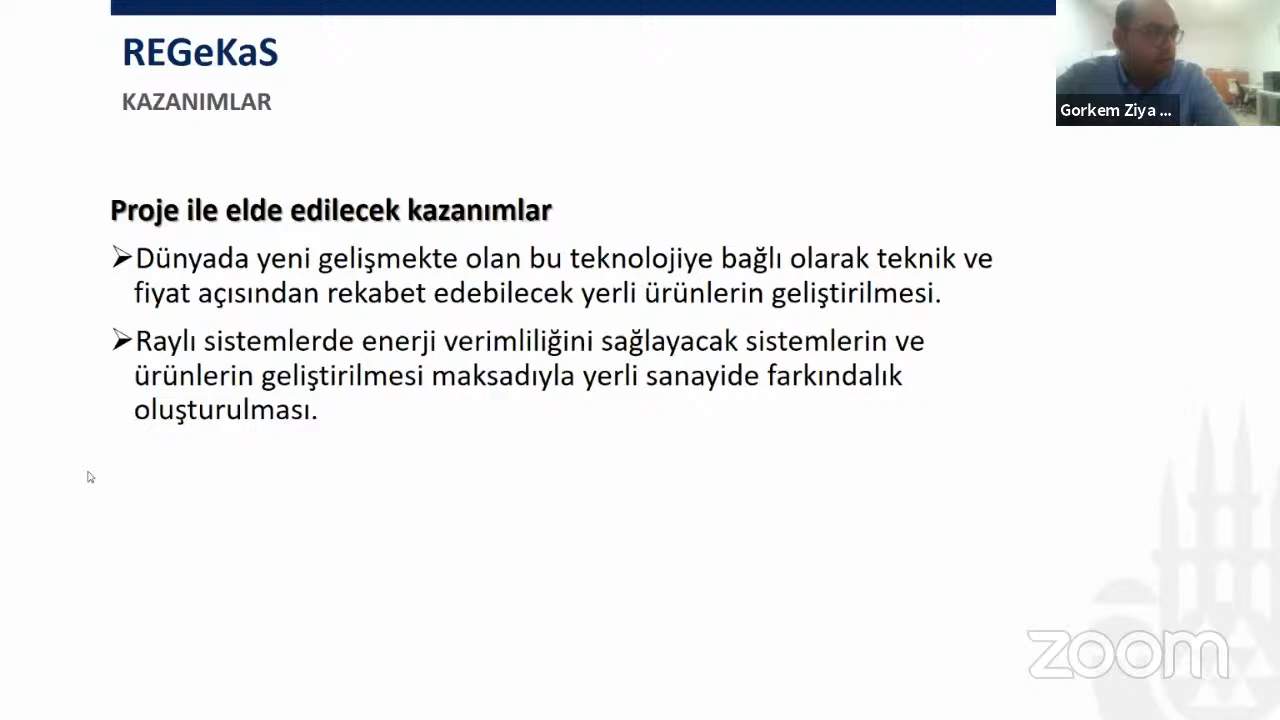 REGeKaS
KAZANIMLAR
Gorkem Ziya ...
Proje ile elde edilecek kazanımlar
Dünyada yeni gelişmekte olan bu teknolojiye bağlı olarak teknik ve
fiyat açısından rekabet edebilecek yerli ürünlerin geliştirilmesi.
Raylı sistemlerde enerji verimliliğini sağlayacak sistemlerin ve
ürünlerin geliştirilmesi maksadıyla yerli sanayide farkındalık
oluşturulması.
zoom